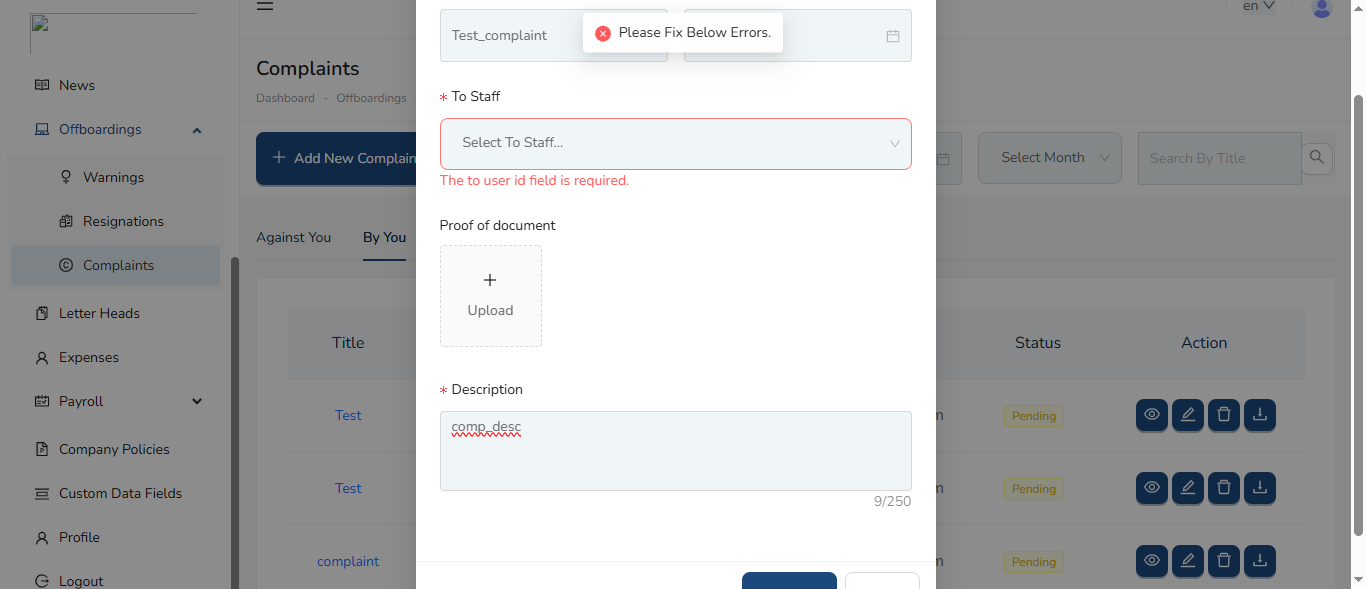 en
Test_complaint
Please Fix Below Errors.
News
Complaints
Dashboard - Offboardings
* To Staff
Offboardings
Select To Staff...
Add New Complain
Select Month
Search By Title
The to user id field is required.
Warnings
Resignations
Proof of document
Against You
By You
Complaints
Upload
Letter Heads
Title
Status
Action
Expenses
* Description
Payroll
Test
comp_desc
m
Pending
Company Policies
Test
m
Pending
Custom Data Fields
9/250
Profile
complaint
m
Pending
Logout